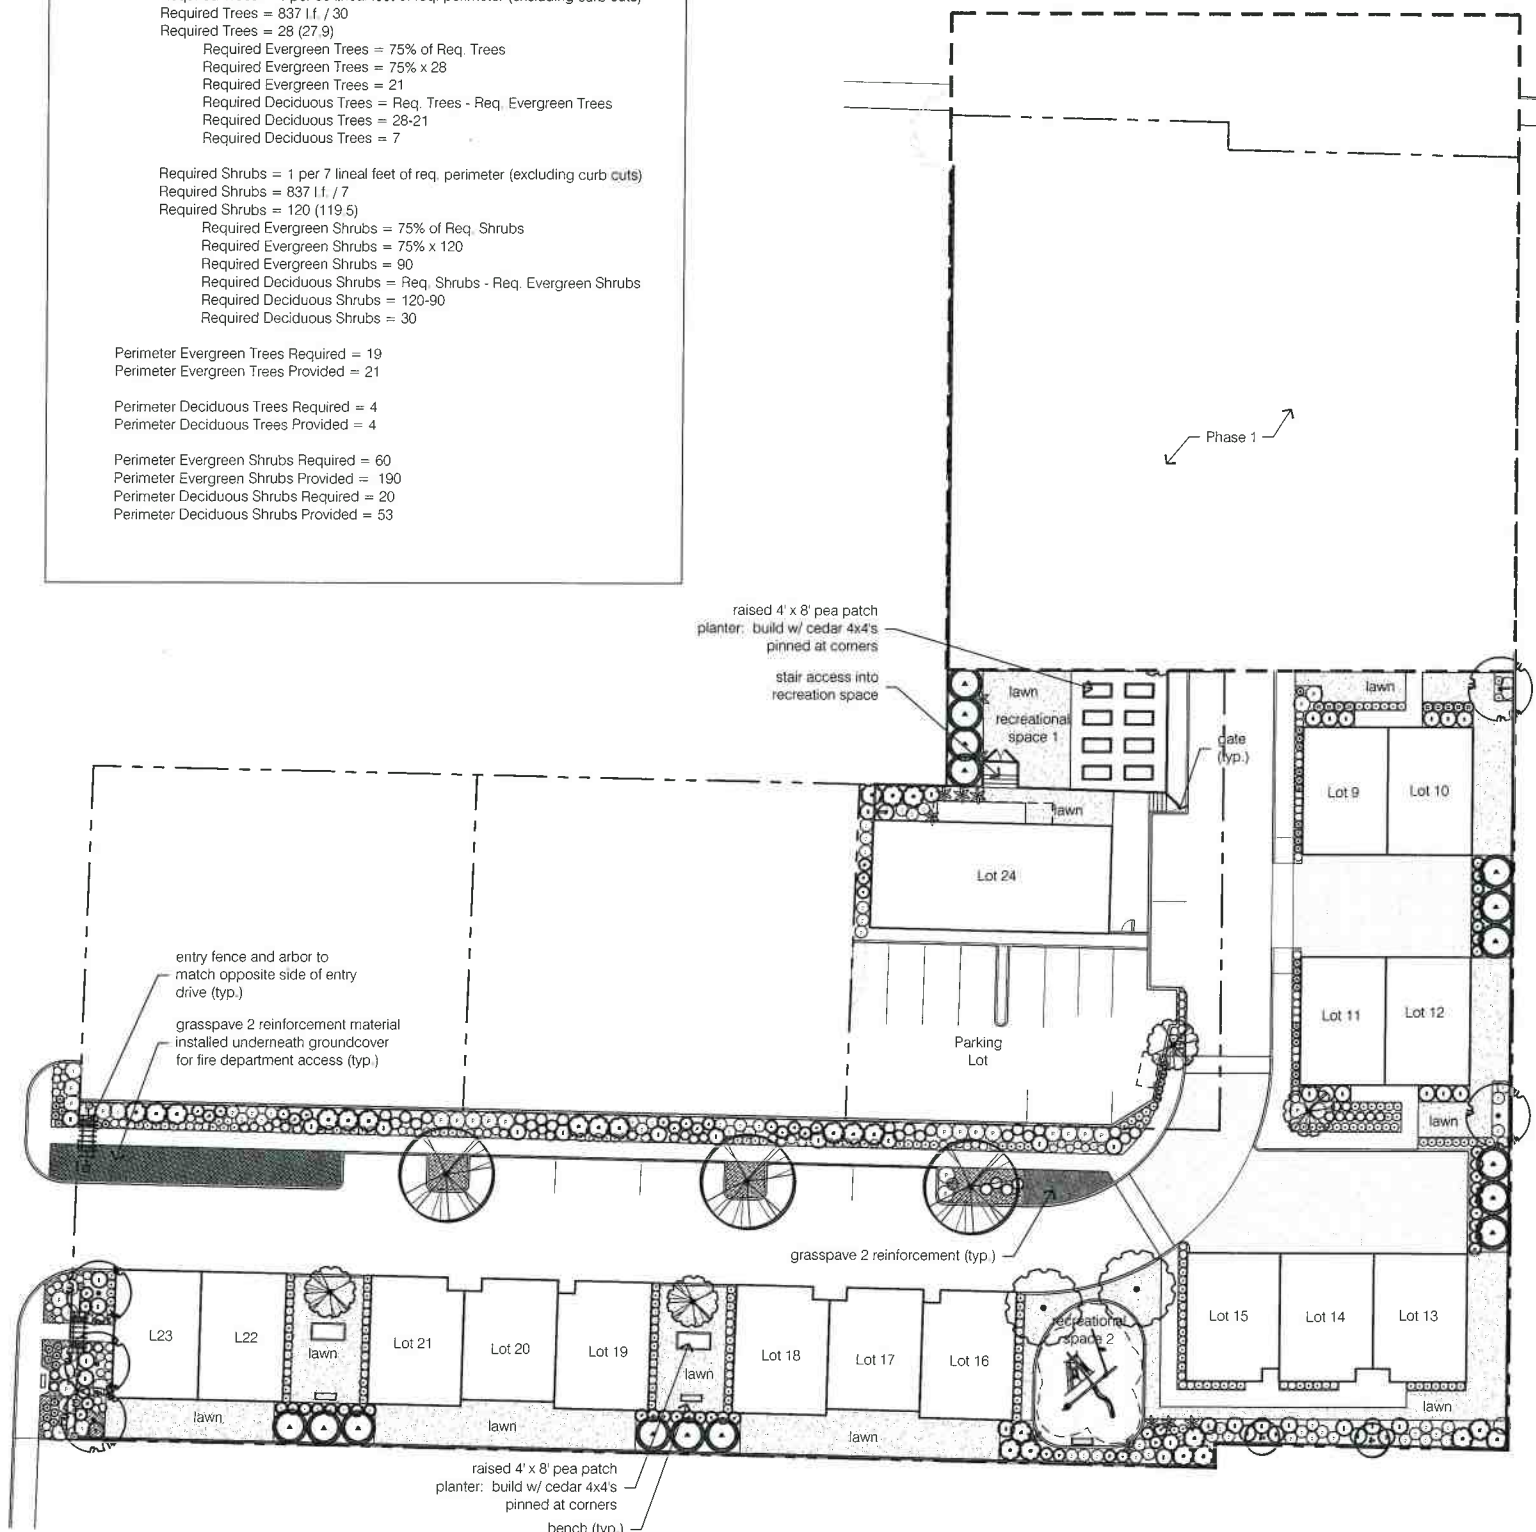 Required Trees = 837 l.f. / 30
Required Trees = 28 (27.9)
Required Evergreen Trees = 75% of Req. Trees
Required Evergreen Trees = 75% x 28
Required Evergreen Trees = 21
Required Deciduous Trees = Req. Trees - Req. Evergreen Trees
Required Deciduous Trees = 28-21
Required Deciduous Trees = 7
Required Shrubs = 1 per 7 lineal feet of req. perimeter (excluding curb cuts)
Required Shrubs = 837 l.f. / 7
Required Shrubs = 120 (119.5)
Required Evergreen Shrubs = 75% of Req. Shrubs
Required Evergreen Shrubs = 75% x 120
Required Evergreen Shrubs = 90
Required Deciduous Shrubs = Req. Shrubs - Req. Evergreen Shrubs
Required Deciduous Shrubs = 120-90
Required Deciduous Shrubs = 30
Perimeter Evergreen Trees Required = 19
Perimeter Evergreen Trees Provided = 21
Perimeter Deciduous Trees Required = 4
Perimeter Deciduous Trees Provided = 4
Perimeter Evergreen Shrubs Required = 60
Perimeter Evergreen Shrubs Provided = 190
Perimeter Deciduous Shrubs Required = 20
Perimeter Deciduous Shrubs Provided = 53
Phase 1
raised 4' x 8' pea patch
planter: build w/ cedar 4x4's
pinned at corners
stair access into
recreation space
lawn
recreational
space 1
lawn
gate
(typ.)
Lot 9
Lot 10
lawn
Lot 24
entry fence and arbor to
match opposite side of entry
drive (typ.)
grasspave 2 reinforcement material
installed underneath groundcover
for fire department access (typ.)
Parking
Lot
Lot 11
Lot 12
lawn
grasspave 2 reinforcement (typ.)
L23
L22
lawn
Lot 21
Lot 20
Lot 19
lawn
Lot 18
Lot 17
Lot 16
recreational
space 2
Lot 15
Lot 14
Lot 13
lawn
lawn
lawn
lawn
raised 4' x 8' pea patch
planter: build w/ cedar 4x4's
pinned at corners
bench (typ.)